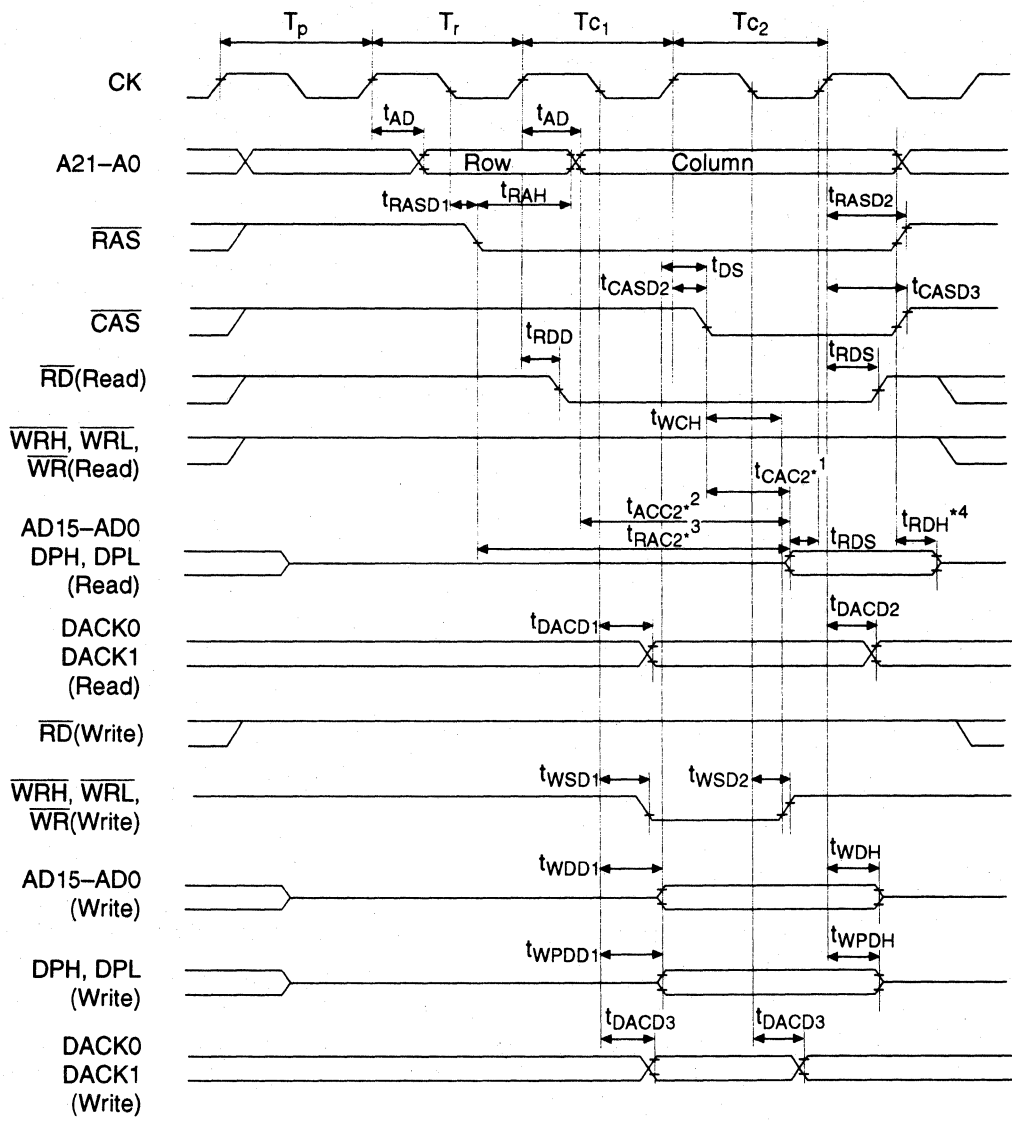 Tp Tr Tc1 Tc2
CK
tAD tAD
A21–A0 Row Column
tRASD1 tRAH tRASD2
RAS
tDS
tCASD2 tCASD3
CAS
tRDD tRDS
RD(Read)
tWCH
WRH, WRL,
WR(Read)
tCAC2*1
tACC2*2
AD15–AD0
DPH, DPL
(Read)
tRAC2*3 tRDS tRDH*4
DACK0
DACK1
(Read)
tDACD1 tDACD2
RD(Write)
WRH, WRL,
WR(Write)
tWSD1 tWSD2
AD15–AD0
(Write)
tWDD1 tWDH
DPH, DPL
(Write)
tWPDD1 tWPDH
DACK0
DACK1
(Write)
tDACD3 tDACD3